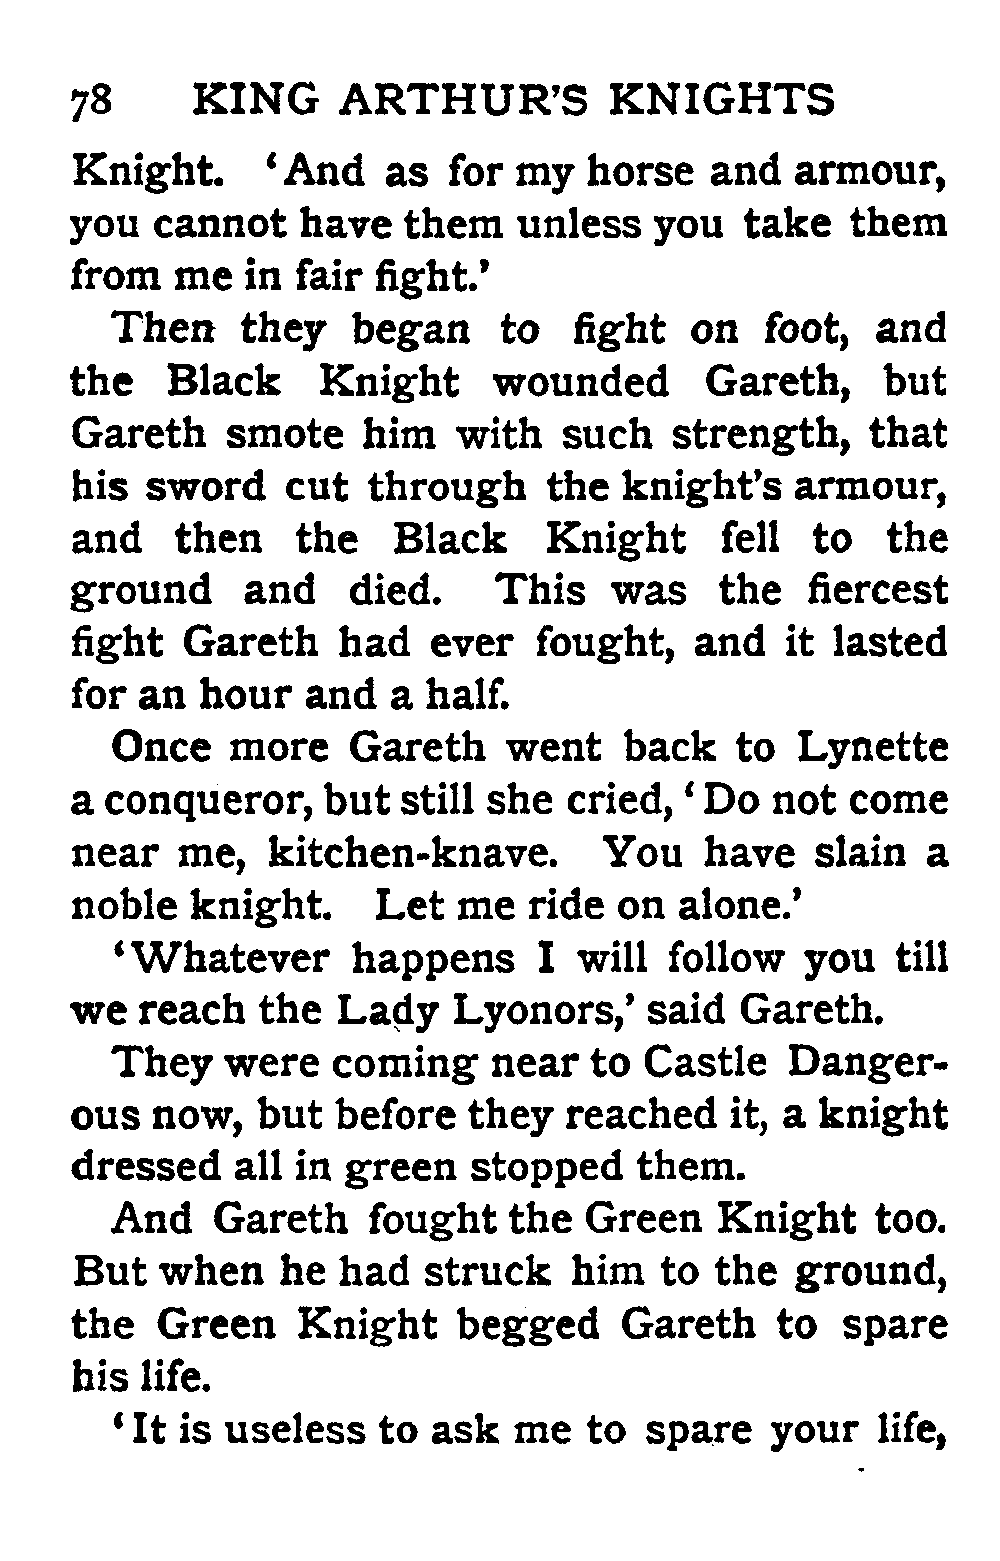 78 KING ARTHUR'S KNIGHTS
Knight. ‘And as for my horse and armour,
you cannot have them unless you take them
from me in fair fight.’
Then they began to fight on foot, and
the Black Knight wounded Gareth, but
Gareth smote him with such strength, that
his sword cut through the knight's armour,
and then the Black Knight fell to the
ground and died. This was the fiercest
fight Gareth had ever fought, and it lasted
for an hour and a half.
Once more Gareth went back to Lynette
a conqueror, but still she cried, ‘Do not come
near me, kitchen-knave. You have slain a
noble knight. Let me ride on alone.’
‘Whatever happens I will follow you till
we reach the Lady Lyonors,’ said Gareth.
They were coming near to Castle Danger-
ous now, but before they reached it, a knight
dressed all in green stopped them.
And Gareth fought the Green Knight too.
But when he had struck him to the ground,
the Green Knight begged Gareth to spare
his life.
‘It is useless to ask me to spare your life,